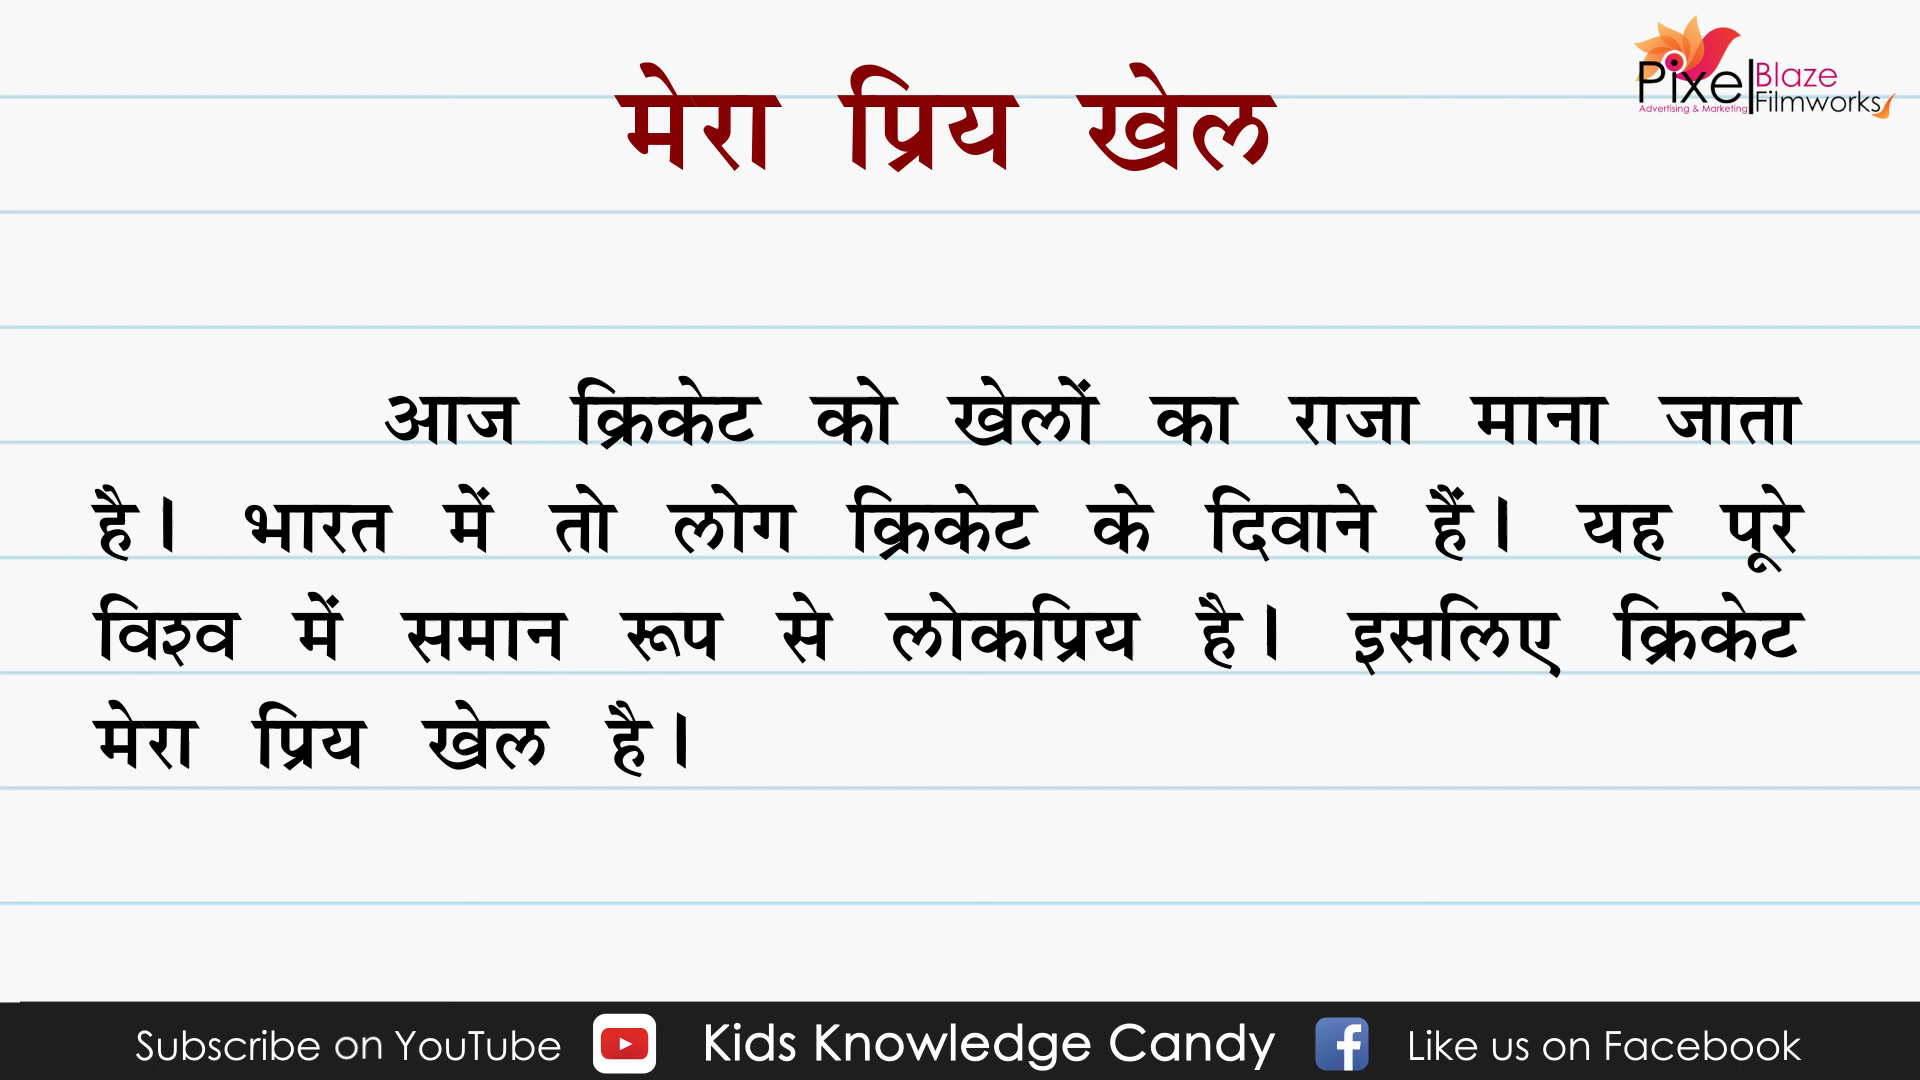 Pixel Blaze Filmworks
Advertising & Marketing
मेरा प्रिय खेल
आज क्रिकेट को खेलों का राजा माना जाता
है। भारत में तो लोग क्रिकेट के दिवाने हैं। यह पूरे
विश्व में समान रूप से लोकप्रिय है। इसलिए क्रिकेट
मेरा प्रिय खेल है।
Subscribe on YouTube Kids Knowledge Candy Like us on Facebook